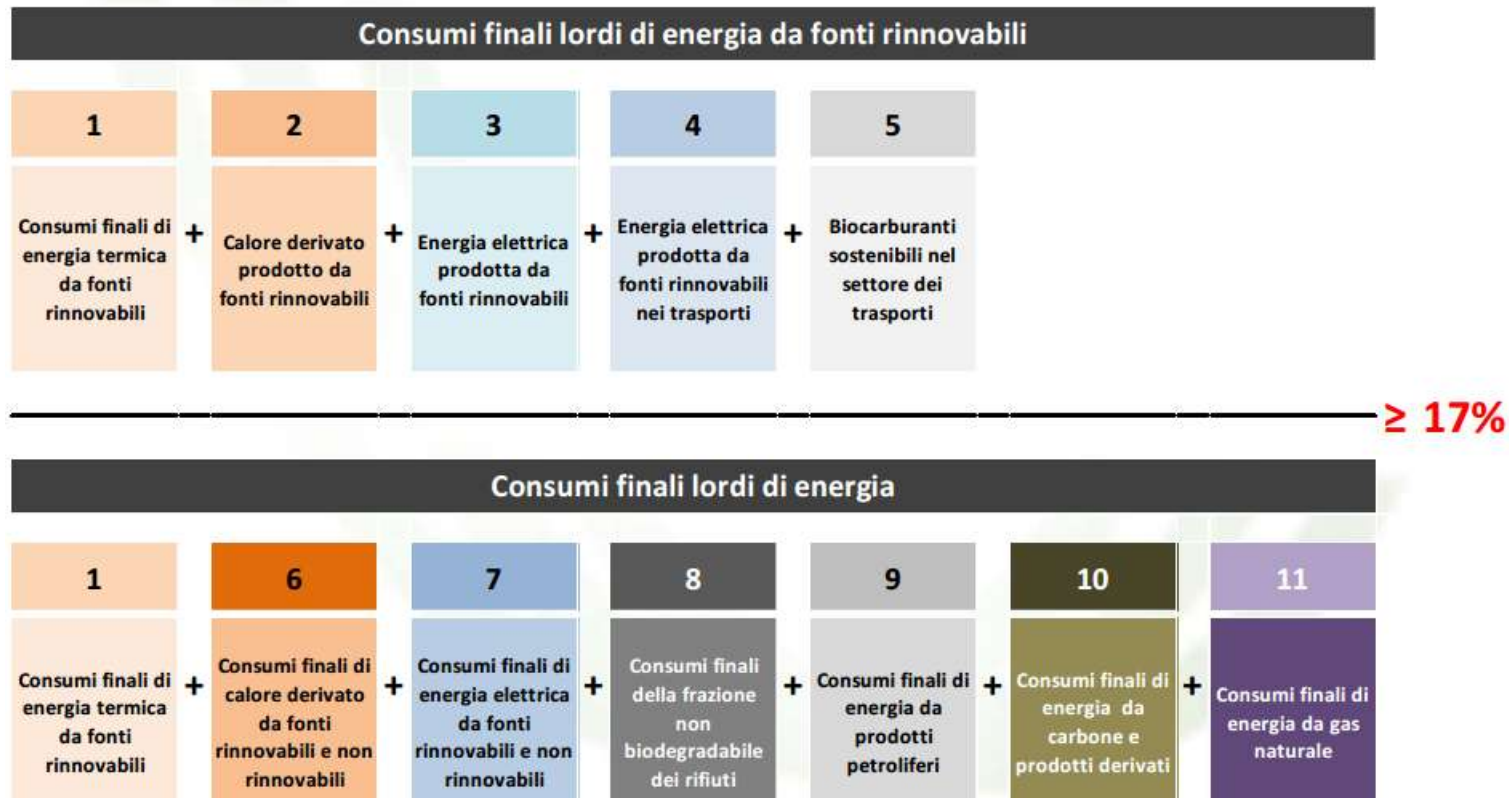 Consumi finali lordi di energia da fonti rinnovabili
1
2
3
4
5
Consumi finali di
energia termica
da fonti
rinnovabili
+
Calore derivato
prodotto da
fonti rinnovabili
+
Energia elettrica
prodotta da
fonti rinnovabili
+
Energia elettrica
prodotta da
fonti rinnovabili
nei trasporti
+
Biocarburanti
sostenibili nel
settore dei
trasporti
≥ 17%
Consumi finali lordi di energia
1
6
7
8
9
10
11
Consumi finali di
energia termica
da fonti
rinnovabili
+
Consumi finali di
calore derivato
da fonti
rinnovabili e non
rinnovabili
+
Consumi finali di
energia elettrica
da fonti
rinnovabili e non
rinnovabili
+
Consumi finali
della frazione
non
biodegradabile
dei rifiuti
+
Consumi finali di
energia da
prodotti
petroliferi
+
Consumi finali di
energia da
carbone e
prodotti derivati
+
Consumi finali di
energia da gas
naturale